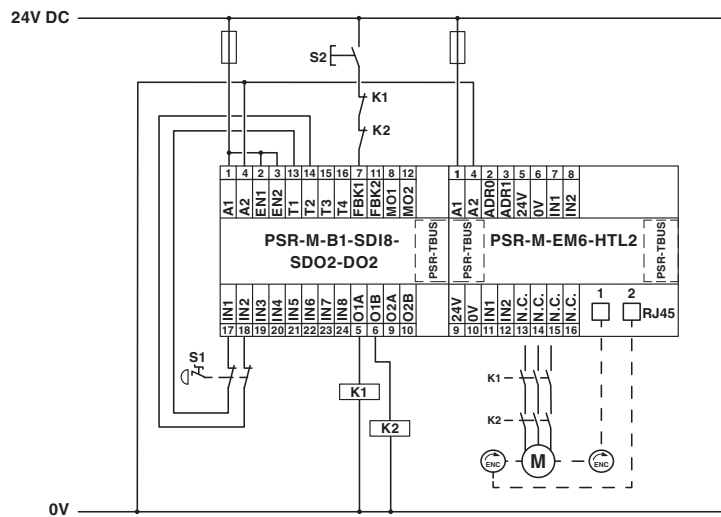 24V DC
S2
K1
K2
1 4 2 3 13 14 15 16 7 11 8 12
A1 A2 EN1 EN2 T1 T2 T3 T4 FBK1 FBK2 MO1 MO2
1 4 2 3 5 6 7 8
A1 A2 ADR0 ADR1 24V 0V IN1 IN2
PSR-M-B1-SDI8-
SDO2-DO2
PSR-TBUS
PSR-TBUS
PSR-M-EM6-HTL2
PSR-TBUS
IN1 IN2 IN3 IN4 IN5 IN6 IN7 IN8 O1A O1B O2A O2B
17 18 19 20 21 22 23 24 5 6 9 10
24V 0V IN1 IN2 N.C. N.C. N.C. N.C.
9 10 11 12 13 14 15 16
1 2
RJ45
S1
K1
K2
K1
K2
ENC
M
ENC
0V